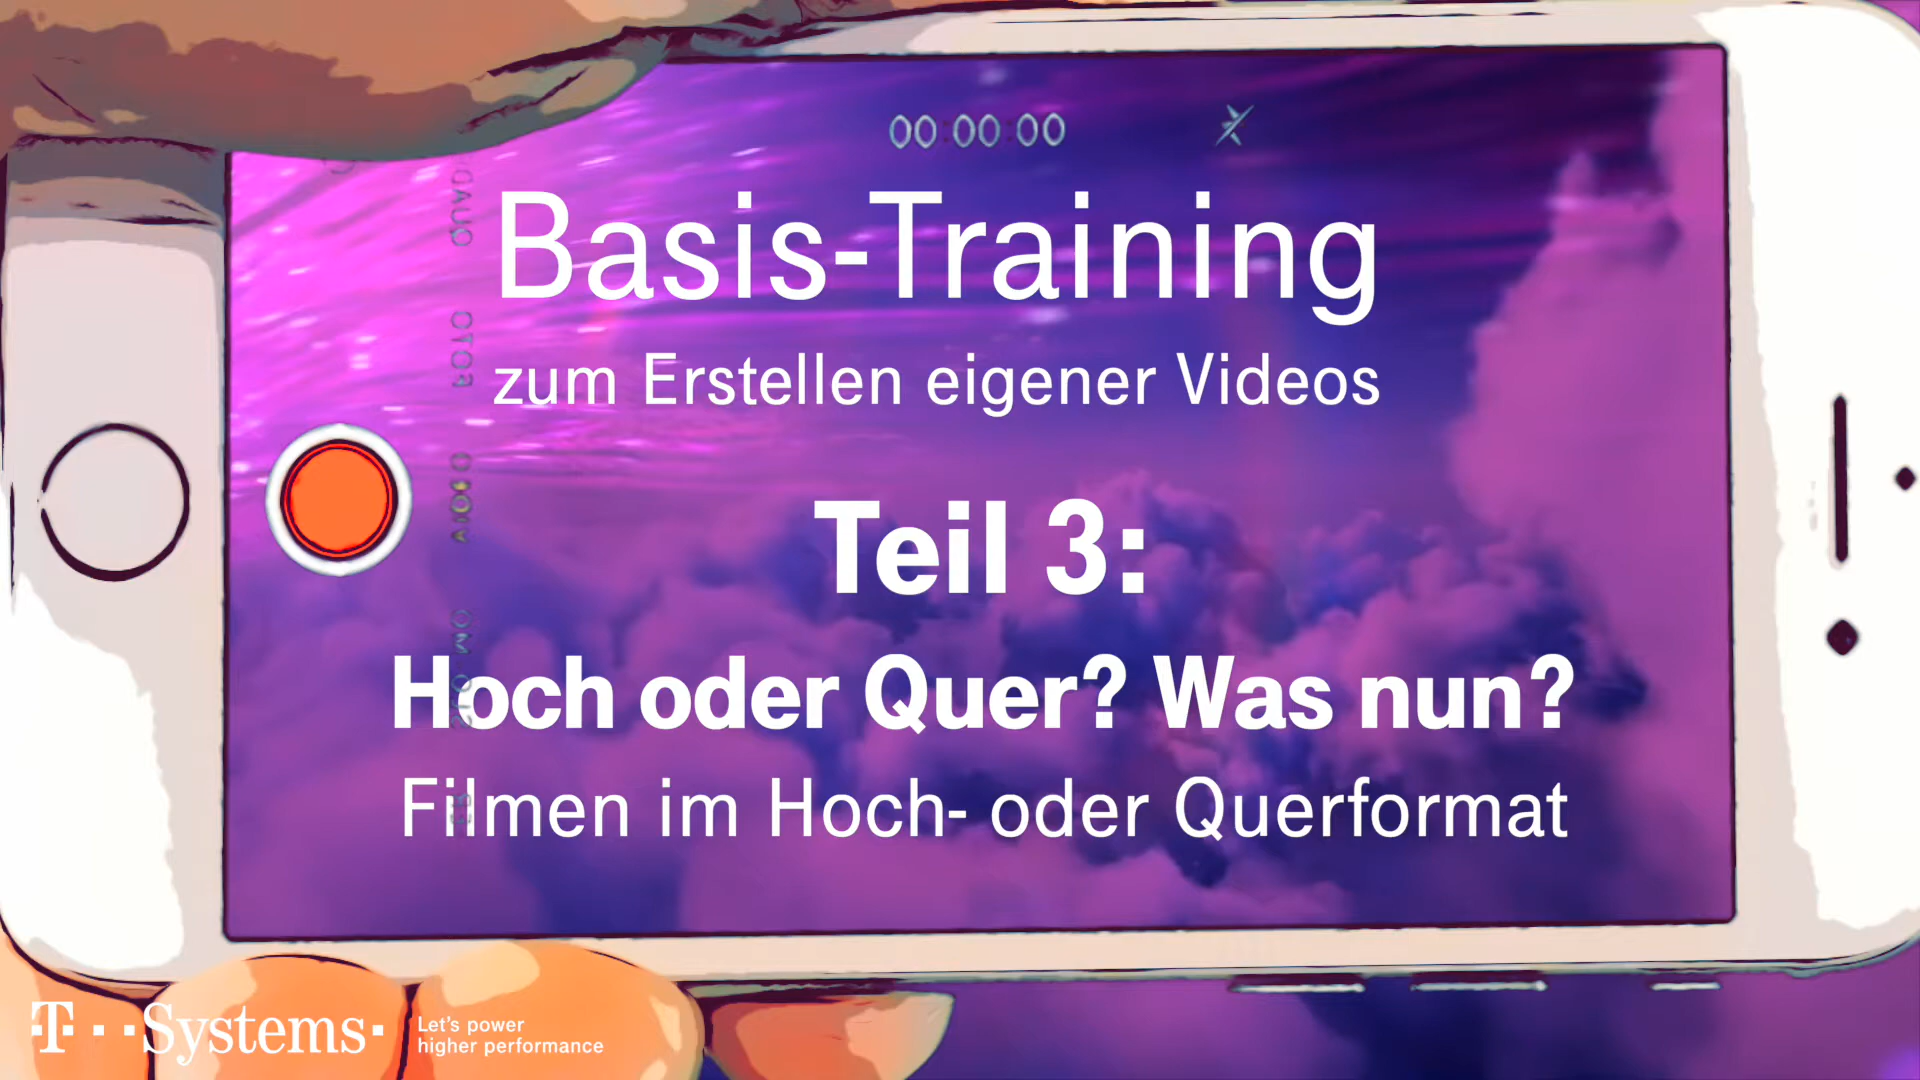 00:00:00
Basis-Training
zum Erstellen eigener Videos
Teil 3:
Hoch oder Quer? Was nun?
Filmen im Hoch- oder Querformat
T··Systems·
Let's power
higher performance